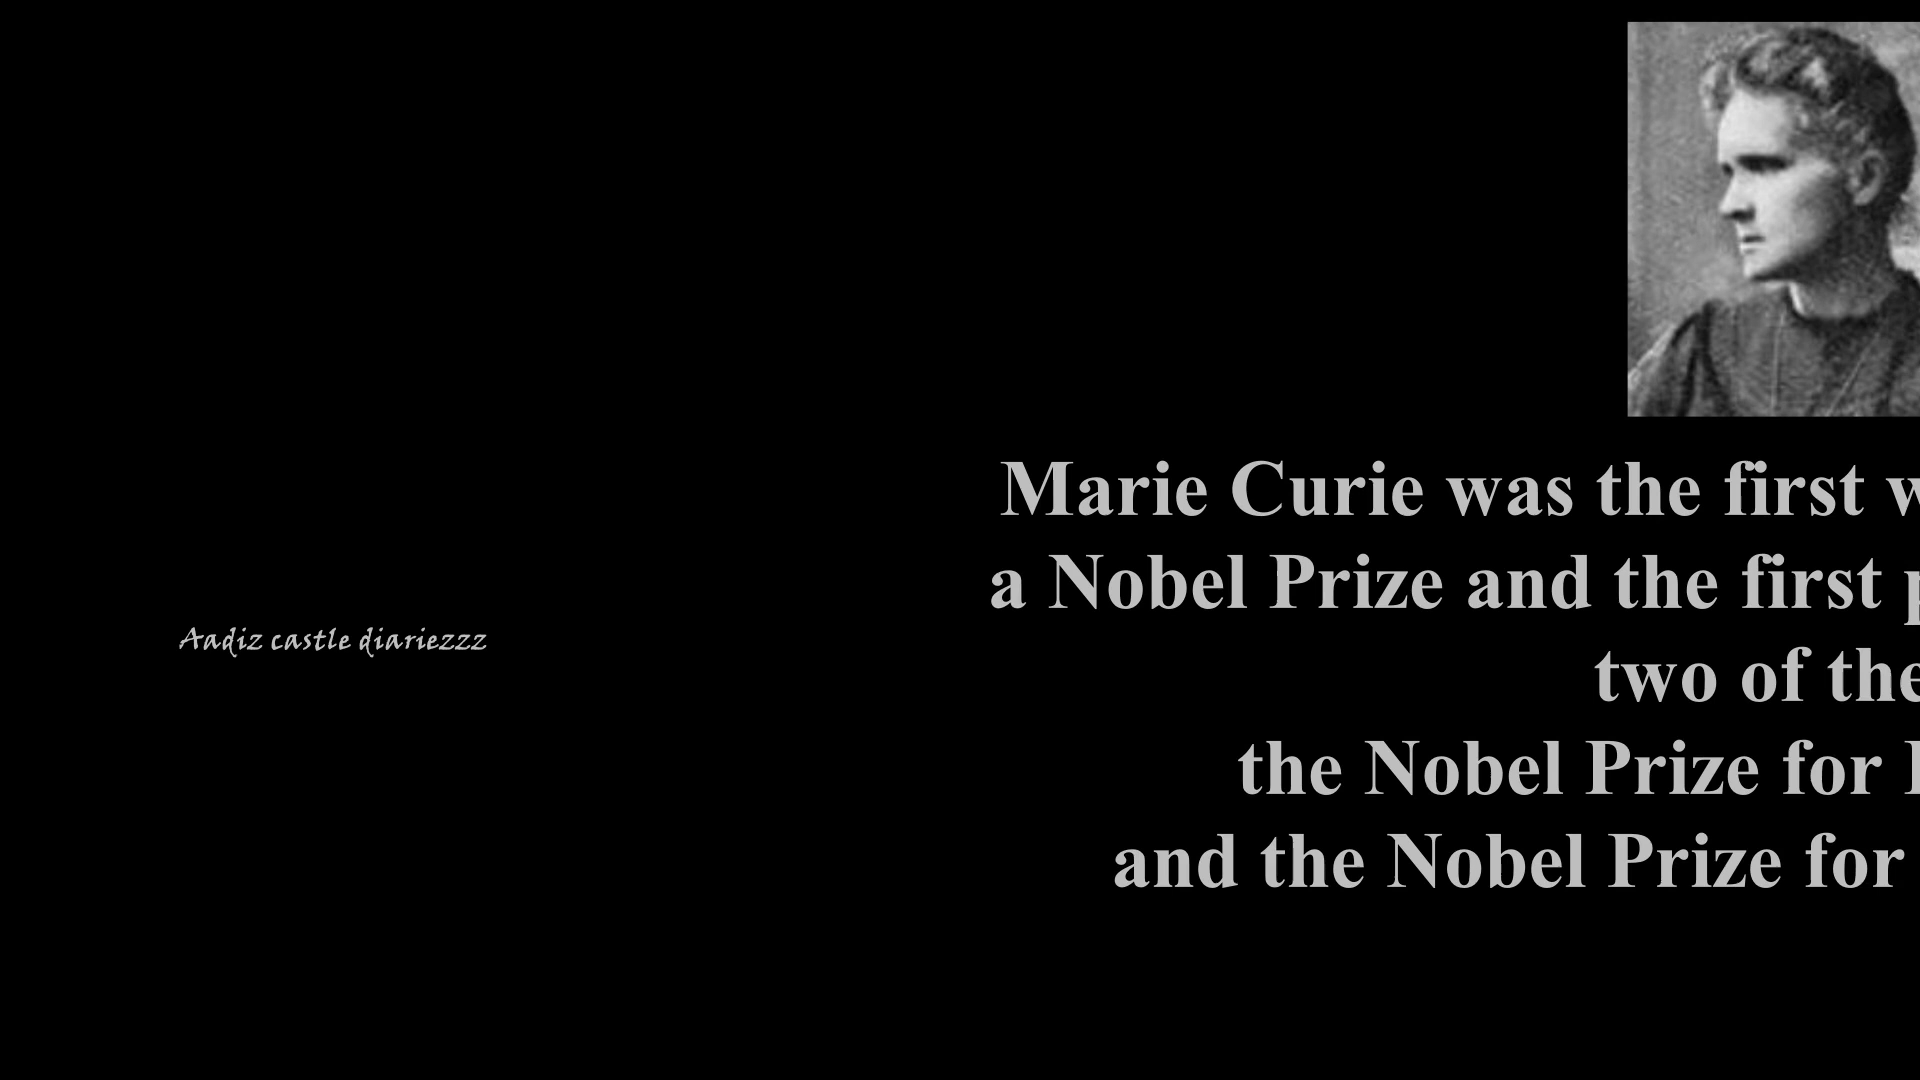 Marie Curie was the first
a Nobel Prize and the first
Aadiz castle diariezzz
two of the
the Nobel Prize for
and the Nobel Prize for